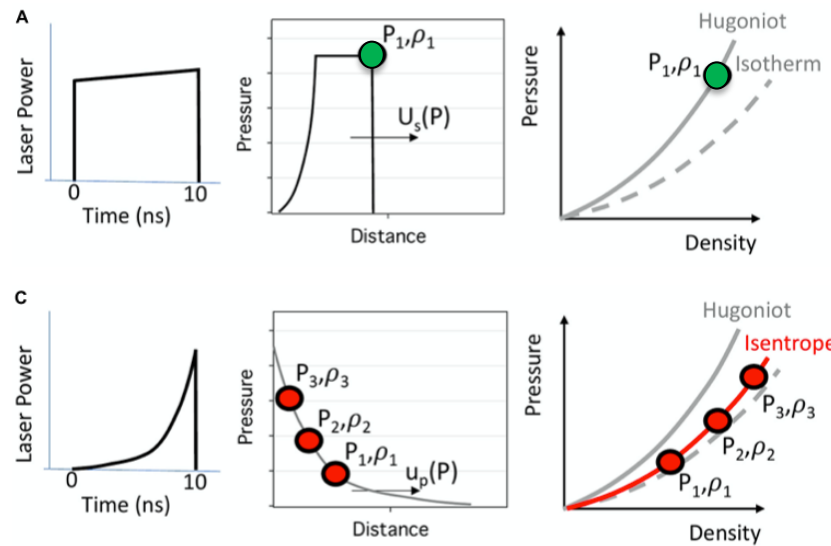 A
Laser Power
0
10
Time (ns)
Pressure
P₁,ρ₁
Uₛ(P)
Distance
Perssure
Hugoniot
P₁,ρ₁
Isotherm
Density
C
Laser Power
0
10
Time (ns)
Pressure
P₃,ρ₃
P₂,ρ₂
P₁,ρ₁
uₚ(P)
Distance
Pressure
Hugoniot
Isentrope
P₃,ρ₃
P₂,ρ₂
P₁,ρ₁
Density